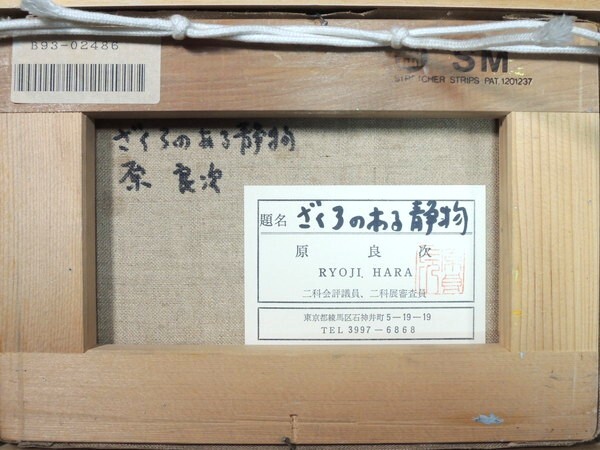 B93-02486
SM
STRETCHER STRIPS PAT.1201237
ざくろのある静物
原 良次
題名 ざくろのある静物
原 良 次
RYOJI, HARA
二科会評議員、二科展審査員
東京都練馬区石神井町5—19—19
TEL 3997-6868